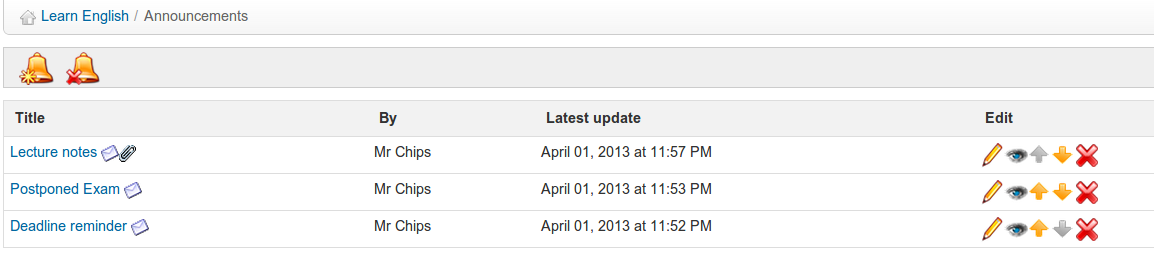 Learn English / Announcements
Title By Latest update Edit
Lecture notes Mr Chips April 01, 2013 at 11:57 PM
Postponed Exam Mr Chips April 01, 2013 at 11:53 PM
Deadline reminder Mr Chips April 01, 2013 at 11:52 PM